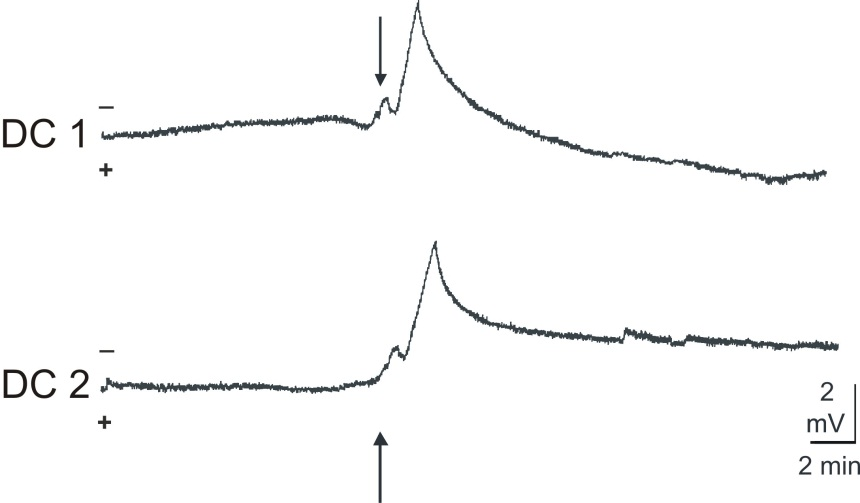 –
DC 1
+
–
DC 2
+
2
mV
2 min